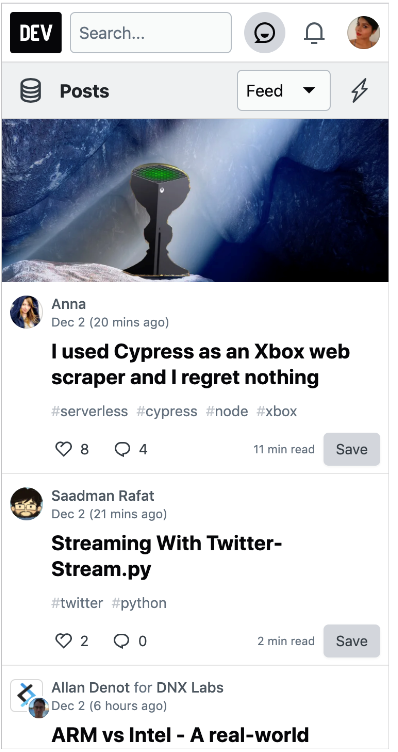 DEV
Search...
Posts
Feed
Anna
Dec 2 (20 mins ago)
I used Cypress as an Xbox web
scraper and I regret nothing
#serverless #cypress #node #xbox
8 4 11 min read Save
Saadman Rafat
Dec 2 (21 mins ago)
Streaming With Twitter-
Stream.py
#twitter #python
2 0 2 min read Save
Allan Denot for DNX Labs
Dec 2 (6 hours ago)
ARM vs Intel - A real-world